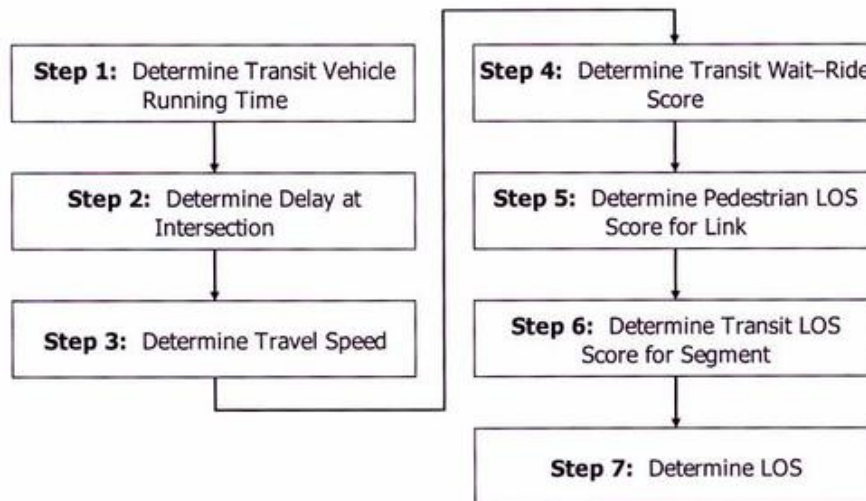 Step 1: Determine Transit Vehicle
Running Time
Step 2: Determine Delay at
Intersection
Step 3: Determine Travel Speed
Step 4: Determine Transit Wait–Ride
Score
Step 5: Determine Pedestrian LOS
Score for Link
Step 6: Determine Transit LOS
Score for Segment
Step 7: Determine LOS